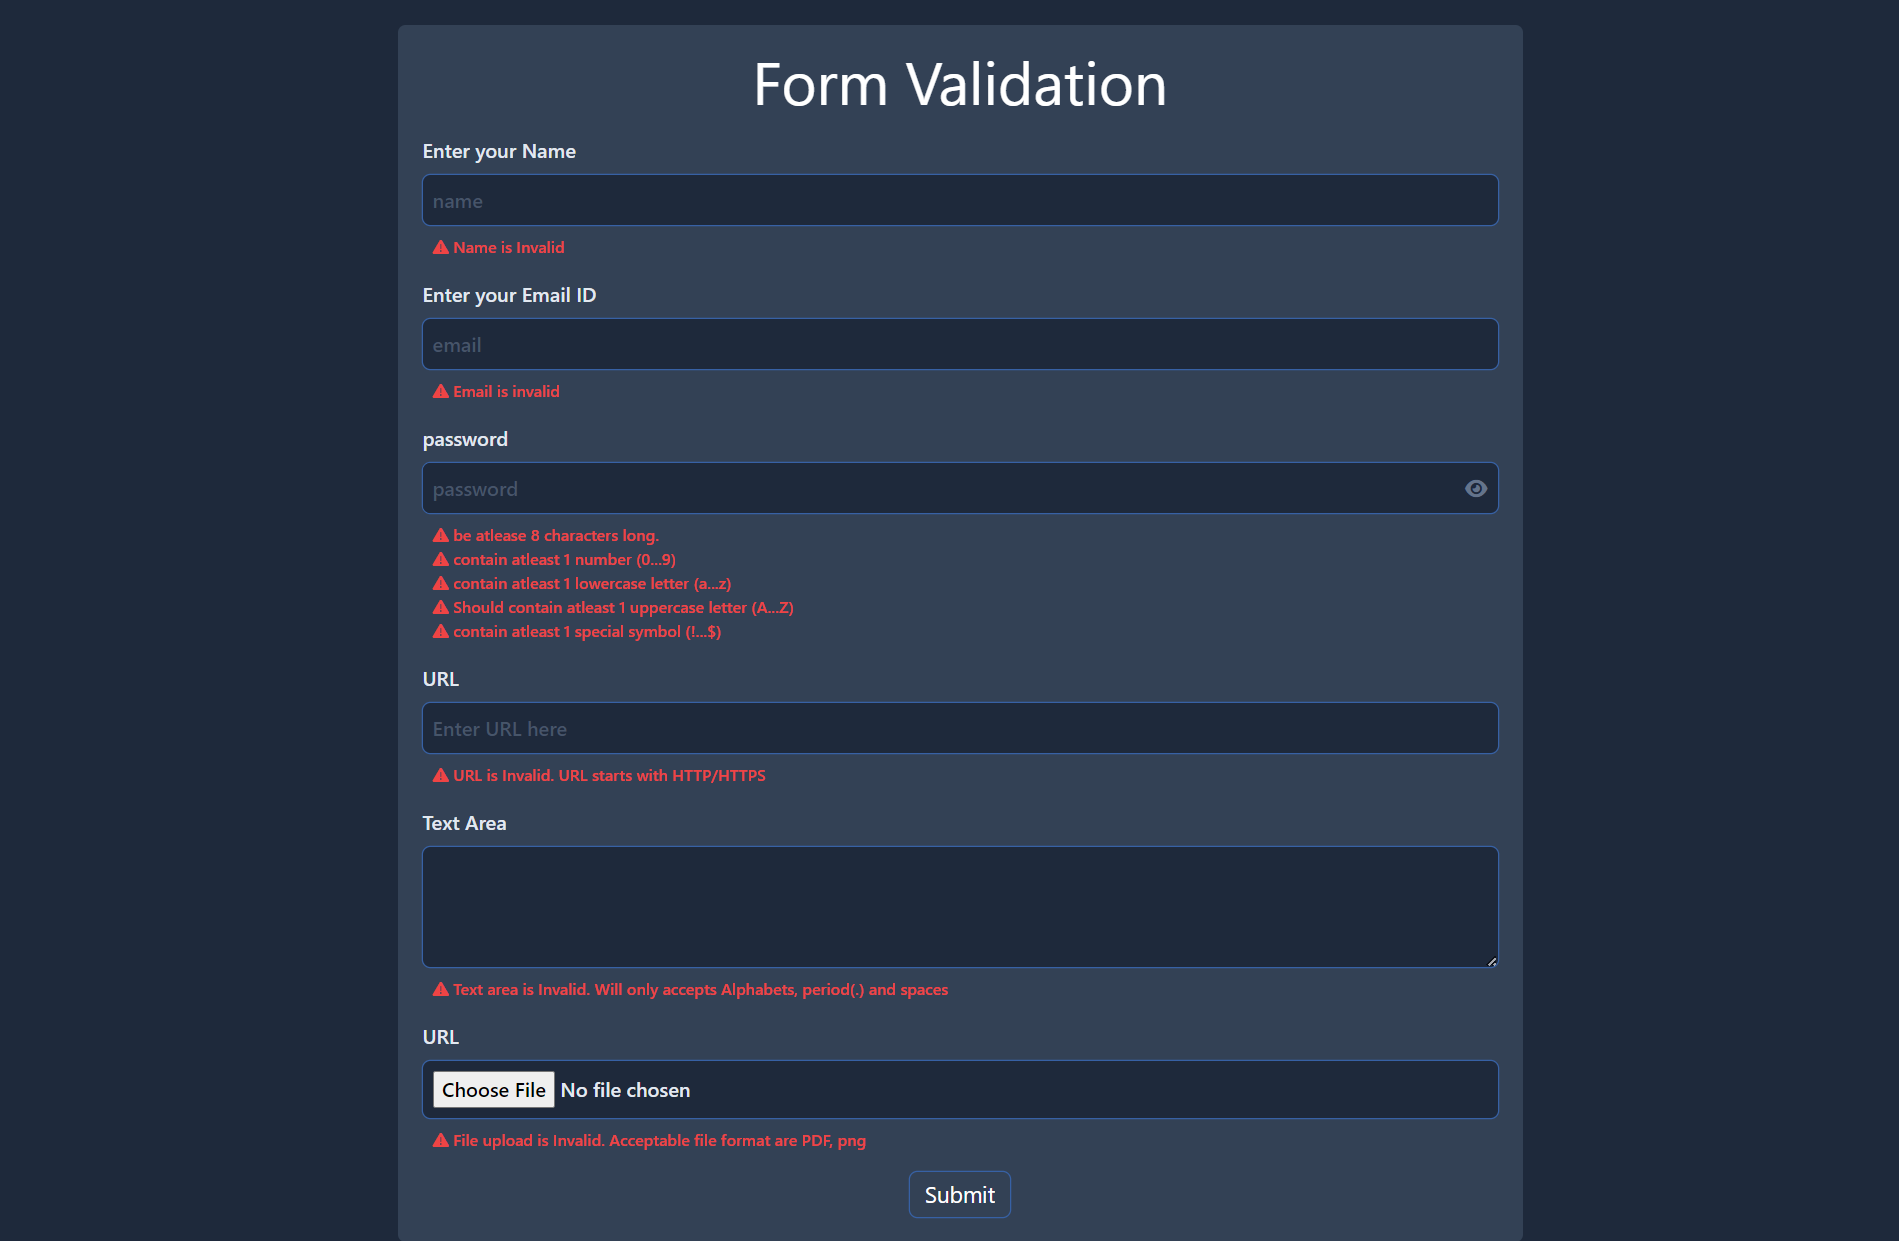 Form Validation
Enter your Name
name
Name is Invalid
Enter your Email ID
email
Email is invalid
password
password
be atlease 8 characters long.
contain atleast 1 number (0...9)
contain atleast 1 lowercase letter (a...z)
Should contain atleast 1 uppercase letter (A...Z)
contain atleast 1 special symbol (!...$)
URL
Enter URL here
URL is Invalid. URL starts with HTTP/HTTPS
Text Area
Text area is Invalid. Will only accepts Alphabets, period(.) and spaces
URL
Choose File No file chosen
File upload is Invalid. Acceptable file format are PDF, png
Submit